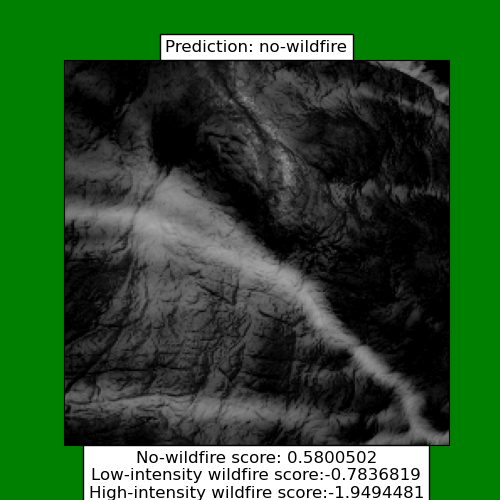 Prediction: no-wildfire
No-wildfire score: 0.5800502
Low-intensity wildfire score:-0.7836819
High-intensity wildfire score:-1.9494481